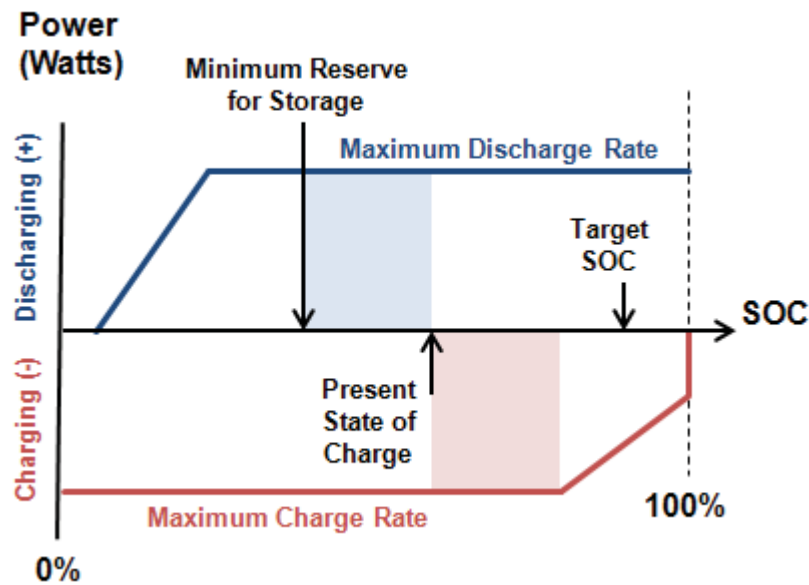 Power
(Watts)
Minimum Reserve
for Storage
Discharging (+)
Maximum Discharge Rate
Target
SOC
SOC
Charging (-)
Present
State of
Charge
Maximum Charge Rate
100%
0%